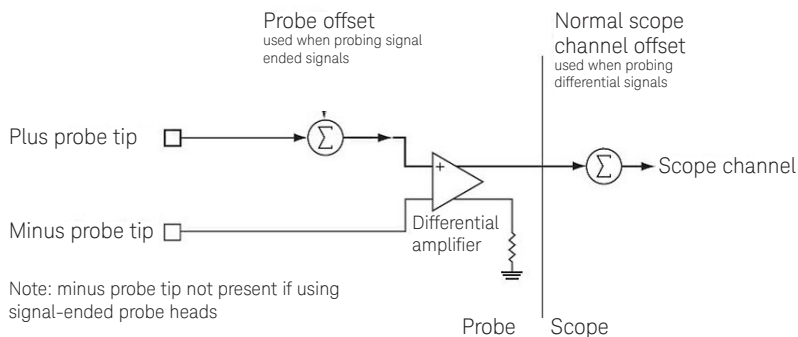 Probe offset
used when probing signal
ended signals
Normal scope
channel offset
used when probing
differential signals
Plus probe tip
Σ
+
Σ
Scope channel
Minus probe tip
Differential
amplifier
Note: minus probe tip not present if using
signal-ended probe heads
Probe
Scope